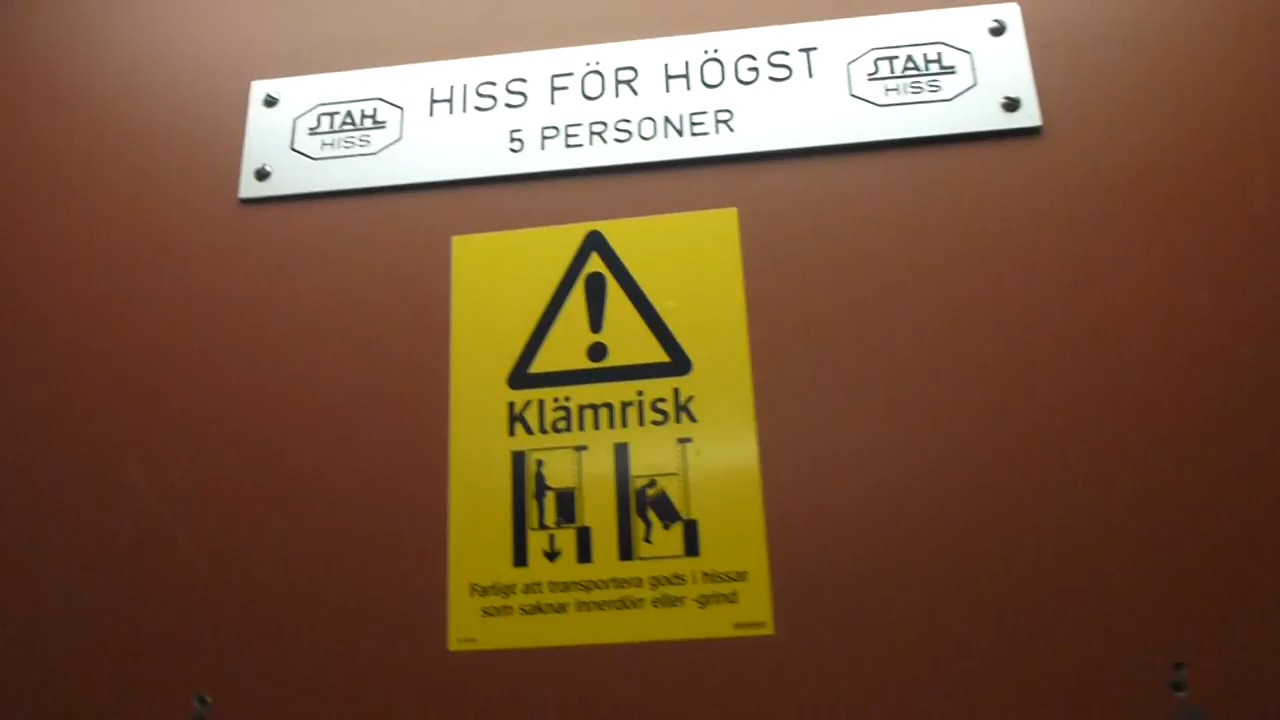 STAHL HISS
HISS FÖR HÖGST
5 PERSONER
STAHL HISS
Klämrisk
Farligt att transportera gods i hissar
som saknar innerdörr eller -grind